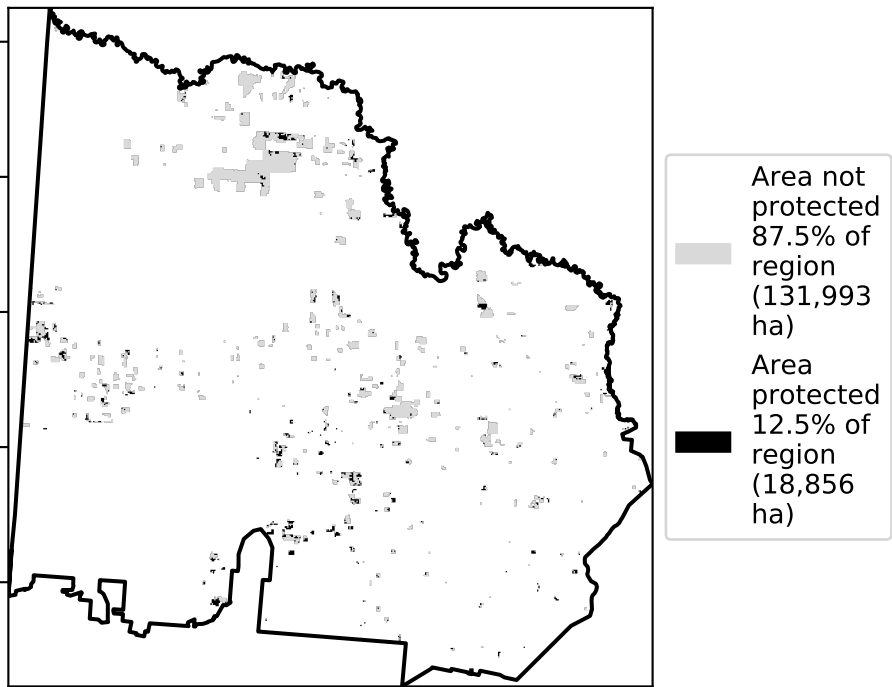 Area not
protected
87.5% of
region
(131,993
ha)
Area
protected
12.5% of
region
(18,856
ha)